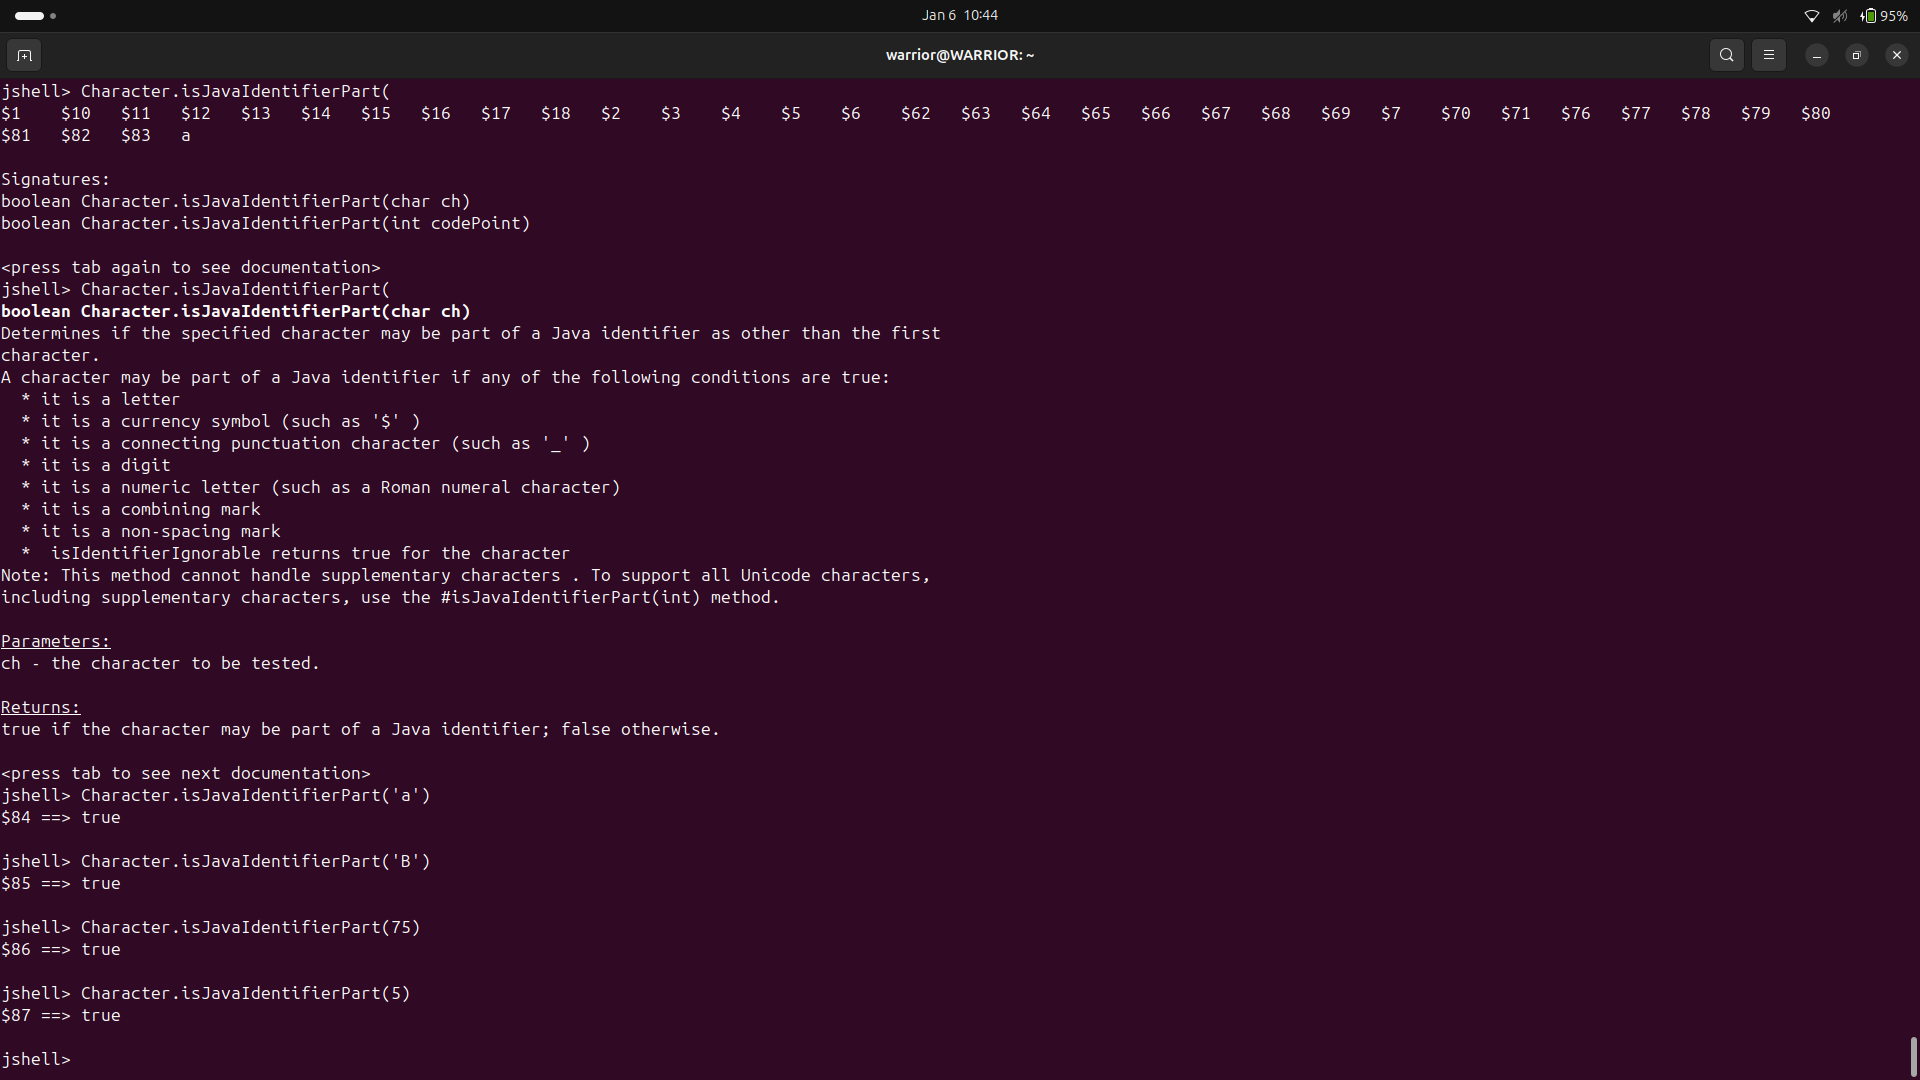 Jan 6 10:44
95%
warrior@WARRIOR: ~
jshell> Character.isJavaIdentifierPart(
$1 $10 $11 $12 $13 $14 $15 $16 $17 $18 $2 $3 $4 $5 $6 $62 $63 $64 $65 $66 $67 $68 $69 $7 $70 $71 $76 $77 $78 $79 $80
$81 $82 $83 a
Signatures:
boolean Character.isJavaIdentifierPart(char ch)
boolean Character.isJavaIdentifierPart(int codePoint)
<press tab again to see documentation>
jshell> Character.isJavaIdentifierPart(
boolean Character.isJavaIdentifierPart(char ch)
Determines if the specified character may be part of a Java identifier as other than the first
character.
A character may be part of a Java identifier if any of the following conditions are true:
* it is a letter
* it is a currency symbol (such as '$' )
* it is a connecting punctuation character (such as '_' )
* it is a digit
* it is a numeric letter (such as a Roman numeral character)
* it is a combining mark
* it is a non-spacing mark
*  isIdentifierIgnorable returns true for the character
Note: This method cannot handle supplementary characters . To support all Unicode characters,
including supplementary characters, use the #isJavaIdentifierPart(int) method.
Parameters:
ch - the character to be tested.
Returns:
true if the character may be part of a Java identifier; false otherwise.
<press tab to see next documentation>
jshell> Character.isJavaIdentifierPart('a')
$84 ==> true
jshell> Character.isJavaIdentifierPart('B')
$85 ==> true
jshell> Character.isJavaIdentifierPart(75)
$86 ==> true
jshell> Character.isJavaIdentifierPart(5)
$87 ==> true
jshell>